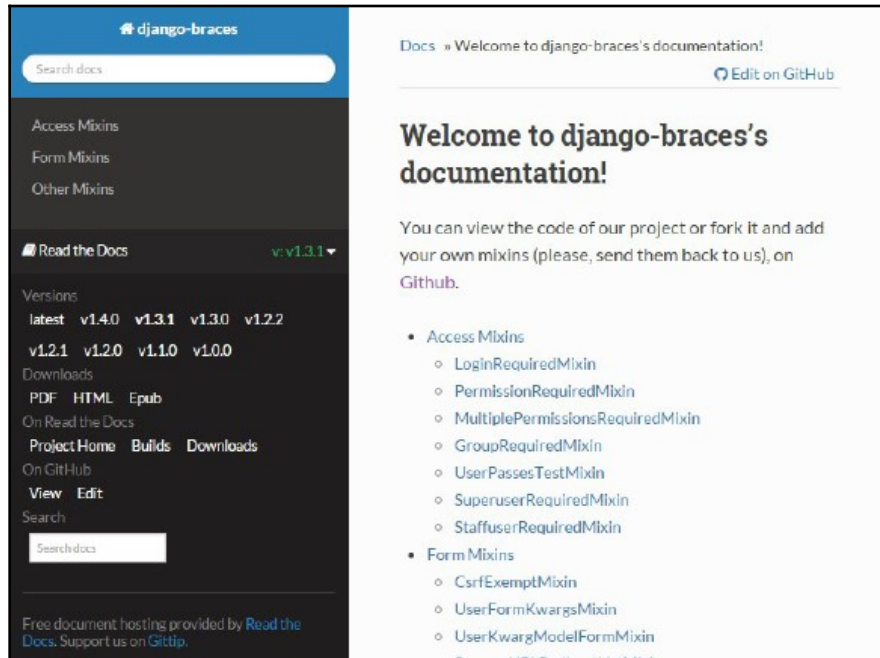 django-braces
Search docs
Access Mixins
Form Mixins
Other Mixins
Read the Docs v: v1.3.1
Versions
latest v1.4.0 v1.3.1 v1.3.0 v1.2.2
v1.2.1 v1.2.0 v1.1.0 v1.0.0
Downloads
PDF HTML Epub
On Read the Docs
Project Home Builds Downloads
On GitHub
View Edit
Search
Search docs
Free document hosting provided by Read the
Docs. Support us on Gittip.
Docs » Welcome to django-braces's documentation!
Edit on GitHub
Welcome to django-braces's
documentation!
You can view the code of our project or fork it and add
your own mixins (please, send them back to us), on
Github.
• Access Mixins
◦ LoginRequiredMixin
◦ PermissionRequiredMixin
◦ MultiplePermissionsRequiredMixin
◦ GroupRequiredMixin
◦ UserPassesTestMixin
◦ SuperuserRequiredMixin
◦ StaffuserRequiredMixin
• Form Mixins
◦ CsrfExemptMixin
◦ UserFormKwargsMixin
◦ UserKwargModelFormMixin